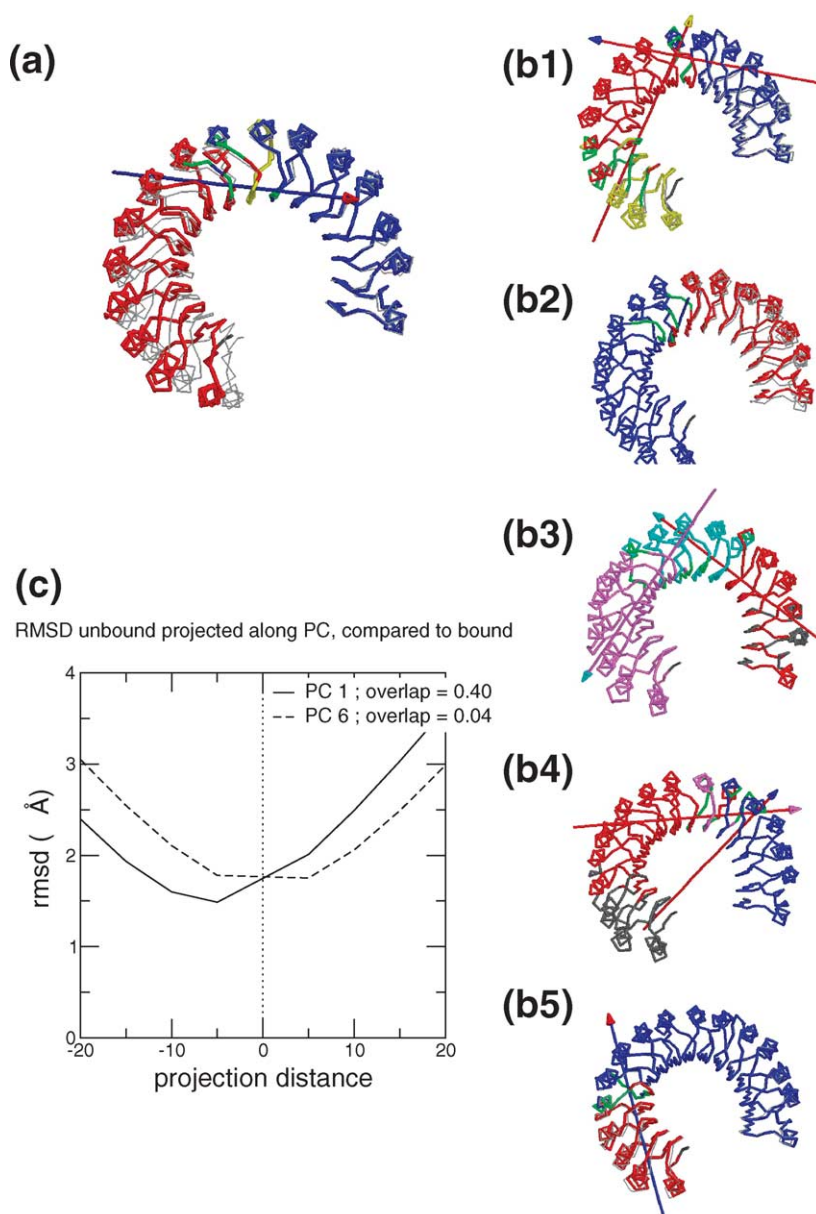 (a)
(b1)
(b2)
(b3)
(c)
RMSD unbound projected along PC, compared to bound
4
PC 1 ; overlap = 0.40
PC 6 ; overlap = 0.04
3
rmsd ( Å)
2
1
0
-20 -10 0 10 20
projection distance
(b4)
(b5)